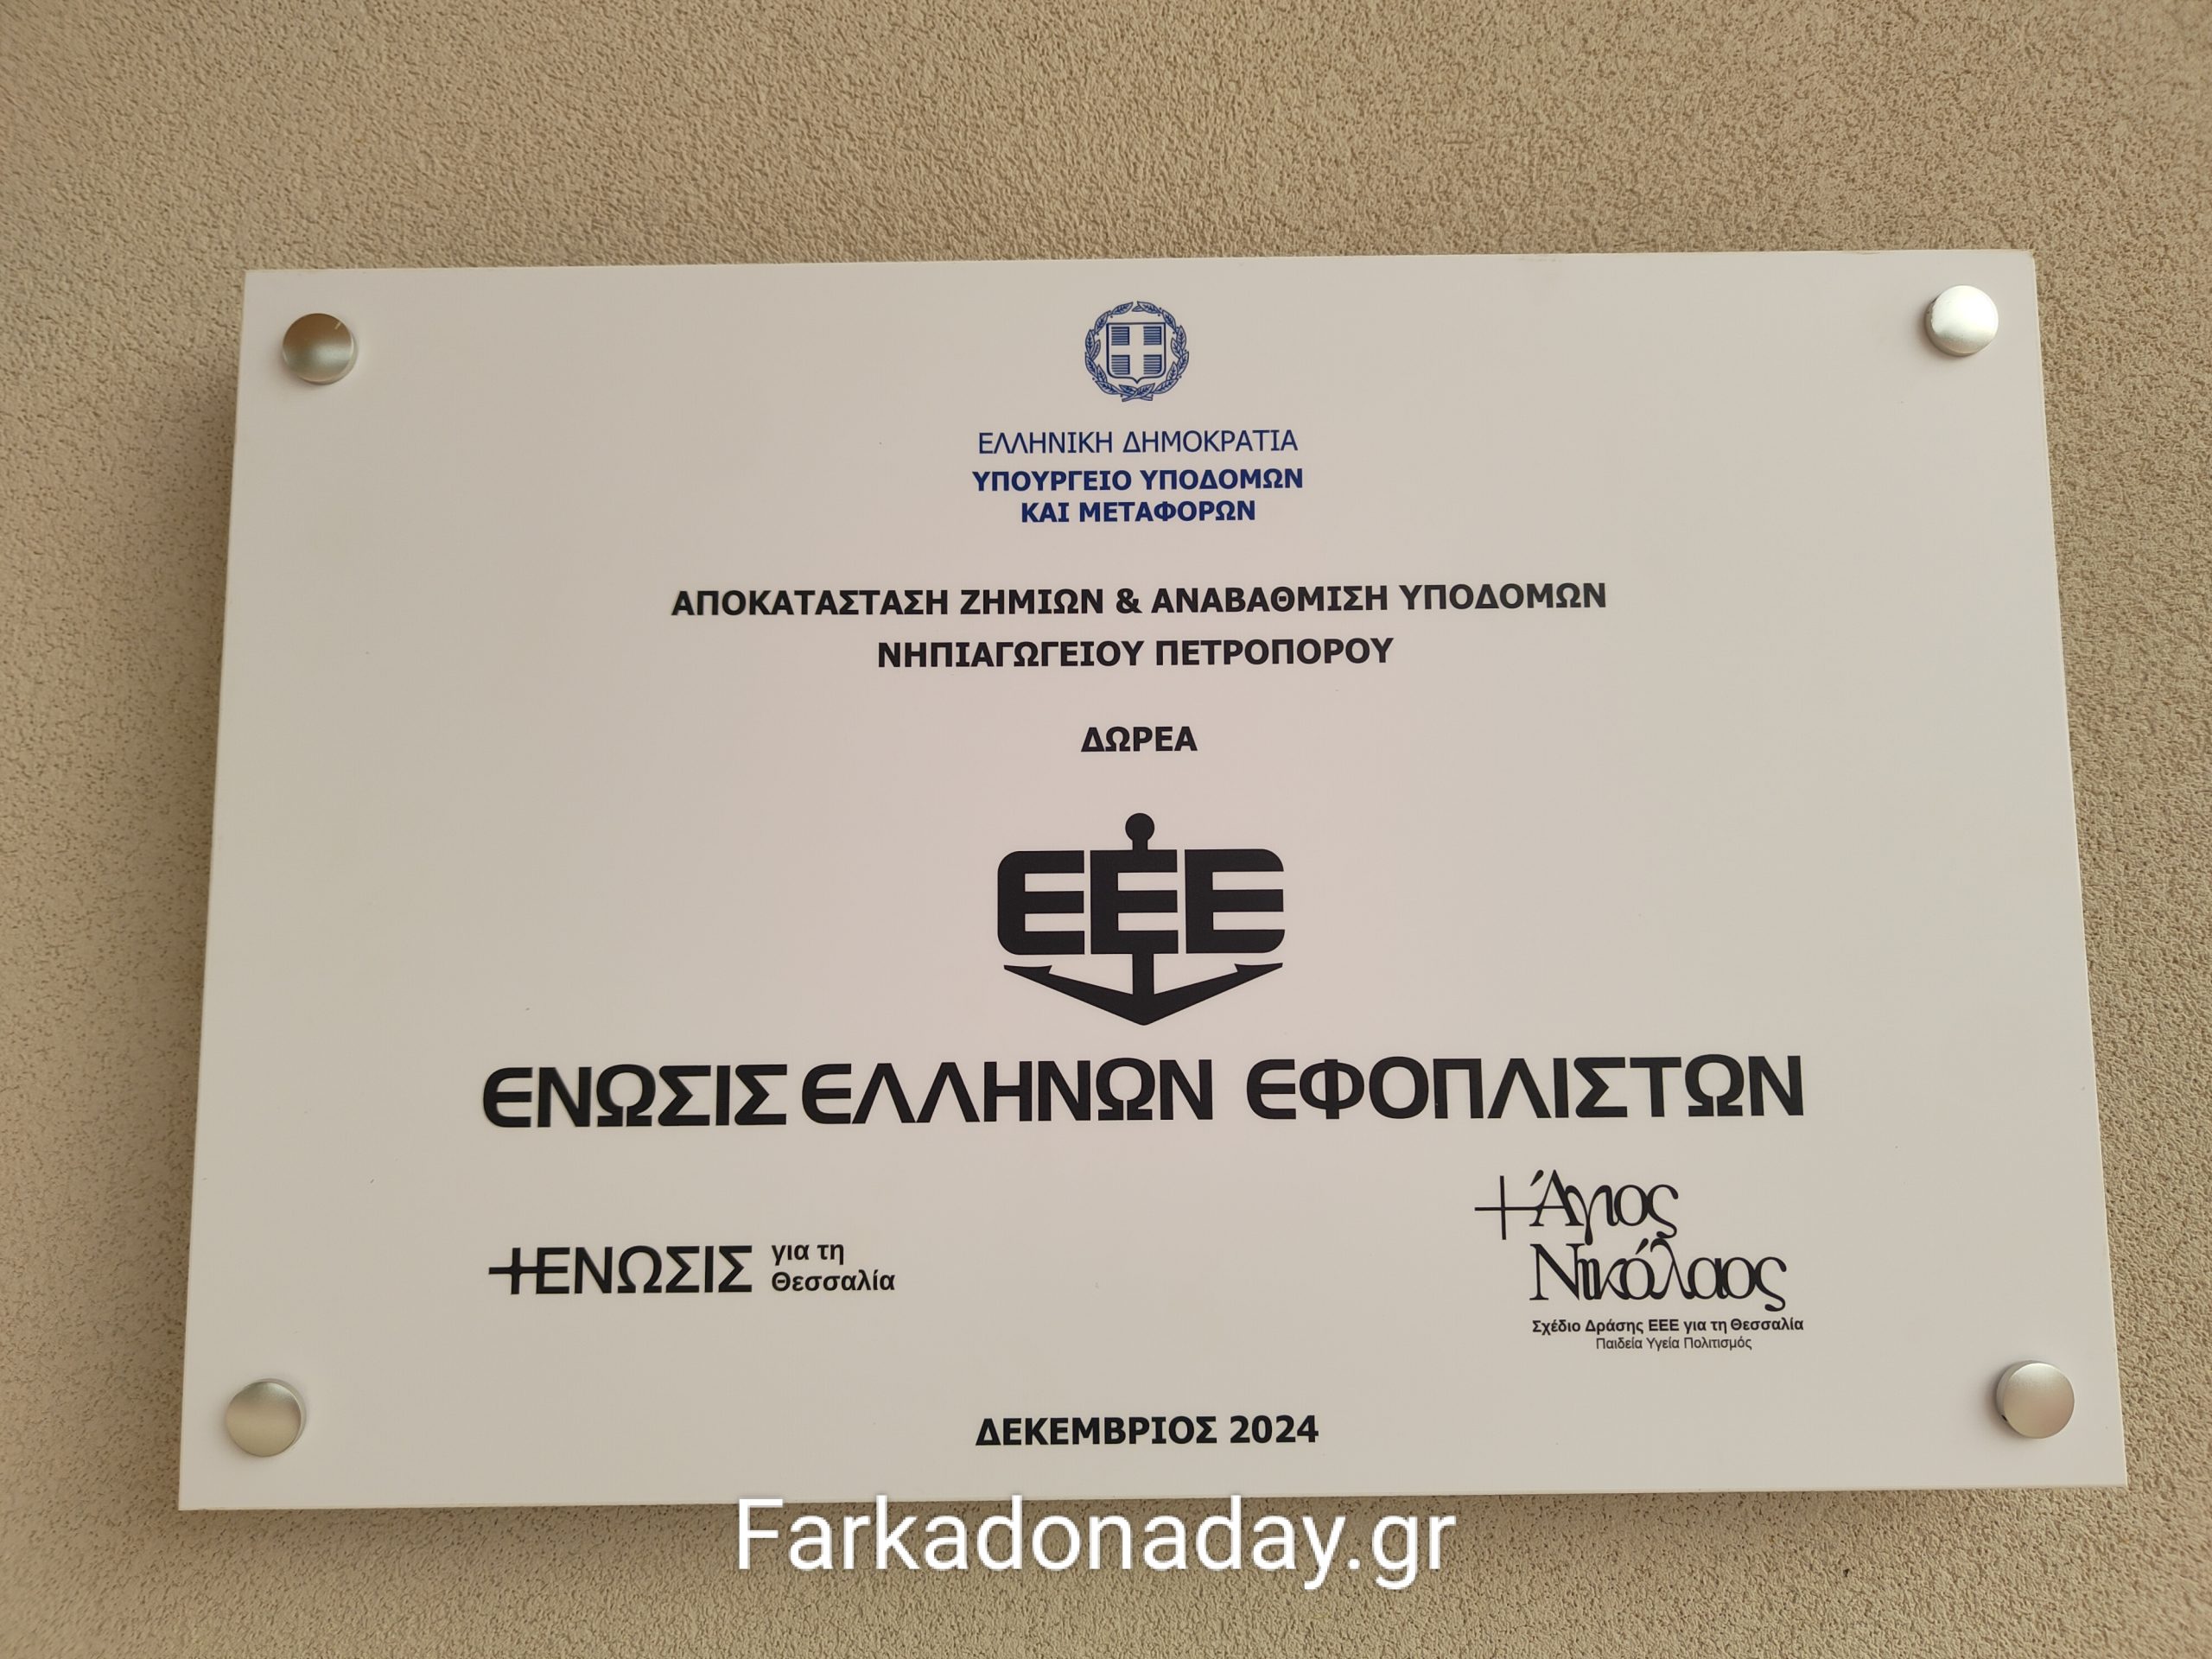 ΕΛΛΗΝΙΚΗ ΔΗΜΟΚΡΑΤΙΑ
ΥΠΟΥΡΓΕΙΟ ΥΠΟΔΟΜΩΝ
ΚΑΙ ΜΕΤΑΦΟΡΩΝ
ΑΠΟΚΑΤΑΣΤΑΣΗ ΖΗΜΙΩΝ & ΑΝΑΒΑΘΜΙΣΗ ΥΠΟΔΟΜΩΝ
ΝΗΠΙΑΓΩΓΕΙΟΥ ΠΕΤΡΟΠΟΡΟΥ
ΔΩΡΕΑ
ΕΕΕ
ΕΝΩΣΙΣ ΕΛΛΗΝΩΝ ΕΦΟΠΛΙΣΤΩΝ
ΕΝΩΣΙΣ για τη
Θεσσαλία
Άγιος
Νικόλαος
Σχέδιο Δράσης ΕΕΕ για τη Θεσσαλία
Παιδεία Υγεία Πολιτισμός
ΔΕΚΕΜΒΡΙΟΣ 2024
Farkadonaday.gr